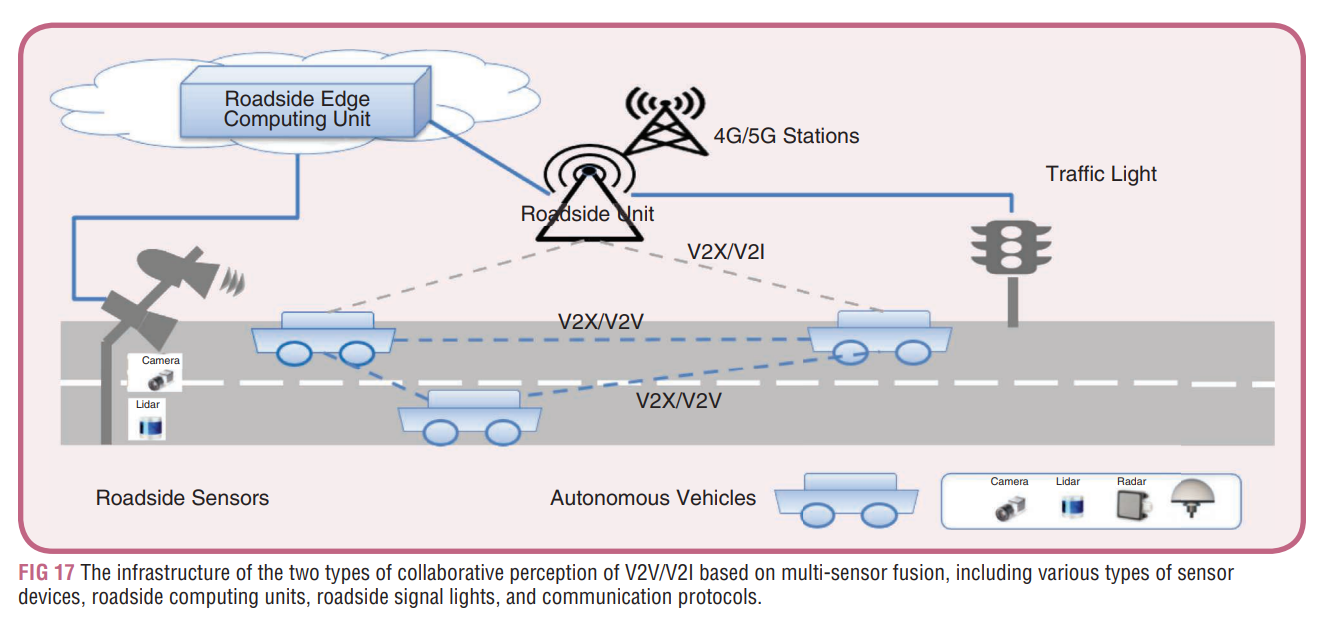 Roadside Edge
Computing Unit
4G/5G Stations
Traffic Light
Roadside Unit
V2X/V2I
V2X/V2V
Camera
V2X/V2V
Lidar
Roadside Sensors
Autonomous Vehicles
Camera
Lidar
Radar
FIG 17 The infrastructure of the two types of collaborative perception of V2V/V2I based on multi-sensor fusion, including various types of sensor
devices, roadside computing units, roadside signal lights, and communication protocols.